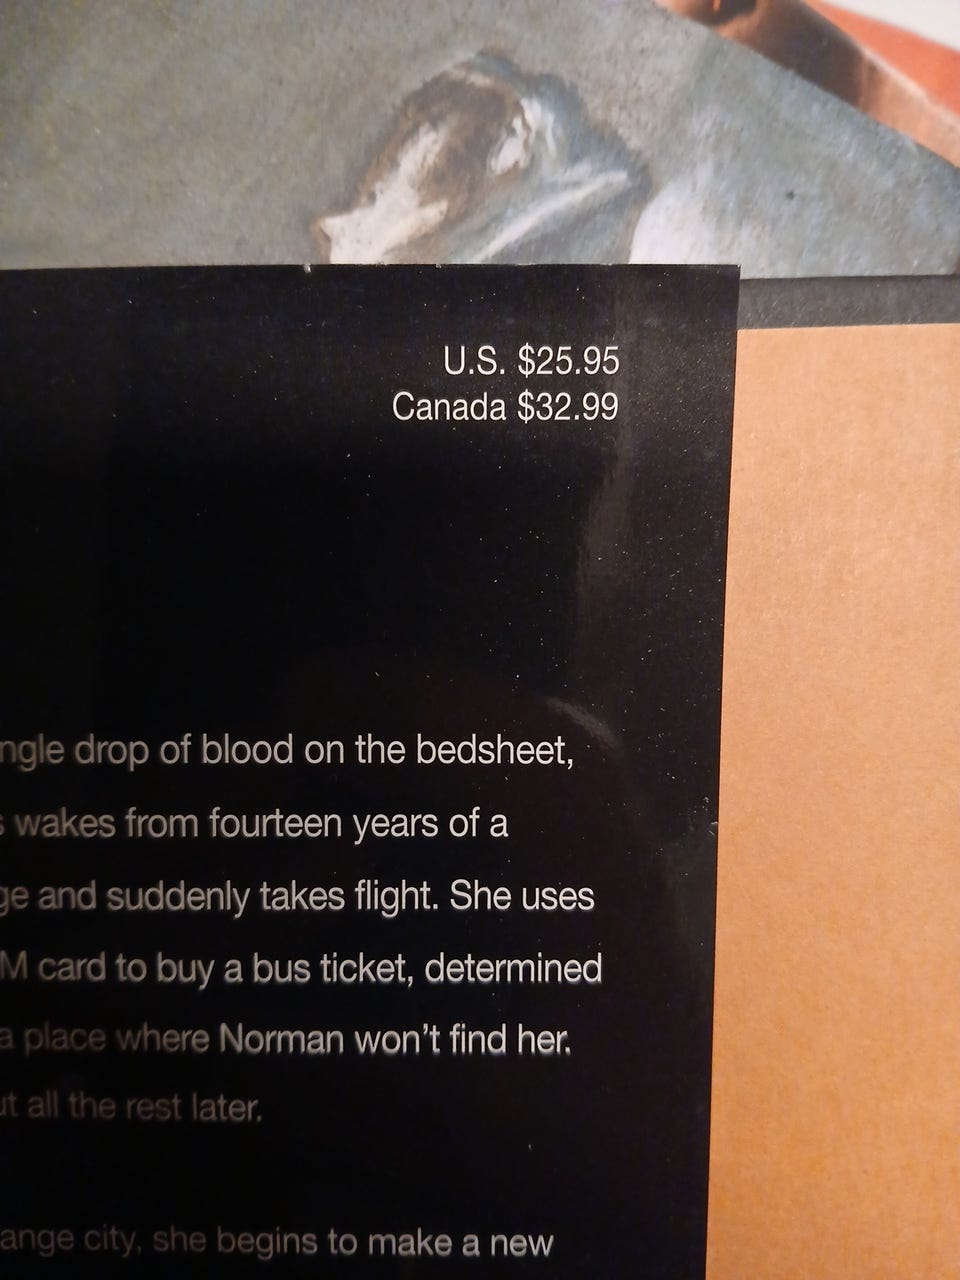 U.S. $25.95
Canada $32.99
ngle drop of blood on the bedsheet,
s wakes from fourteen years of a
ge and suddenly takes flight. She uses
M card to buy a bus ticket, determined
a place where Norman won't find her.
ut all the rest later.
ange city, she begins to make a new